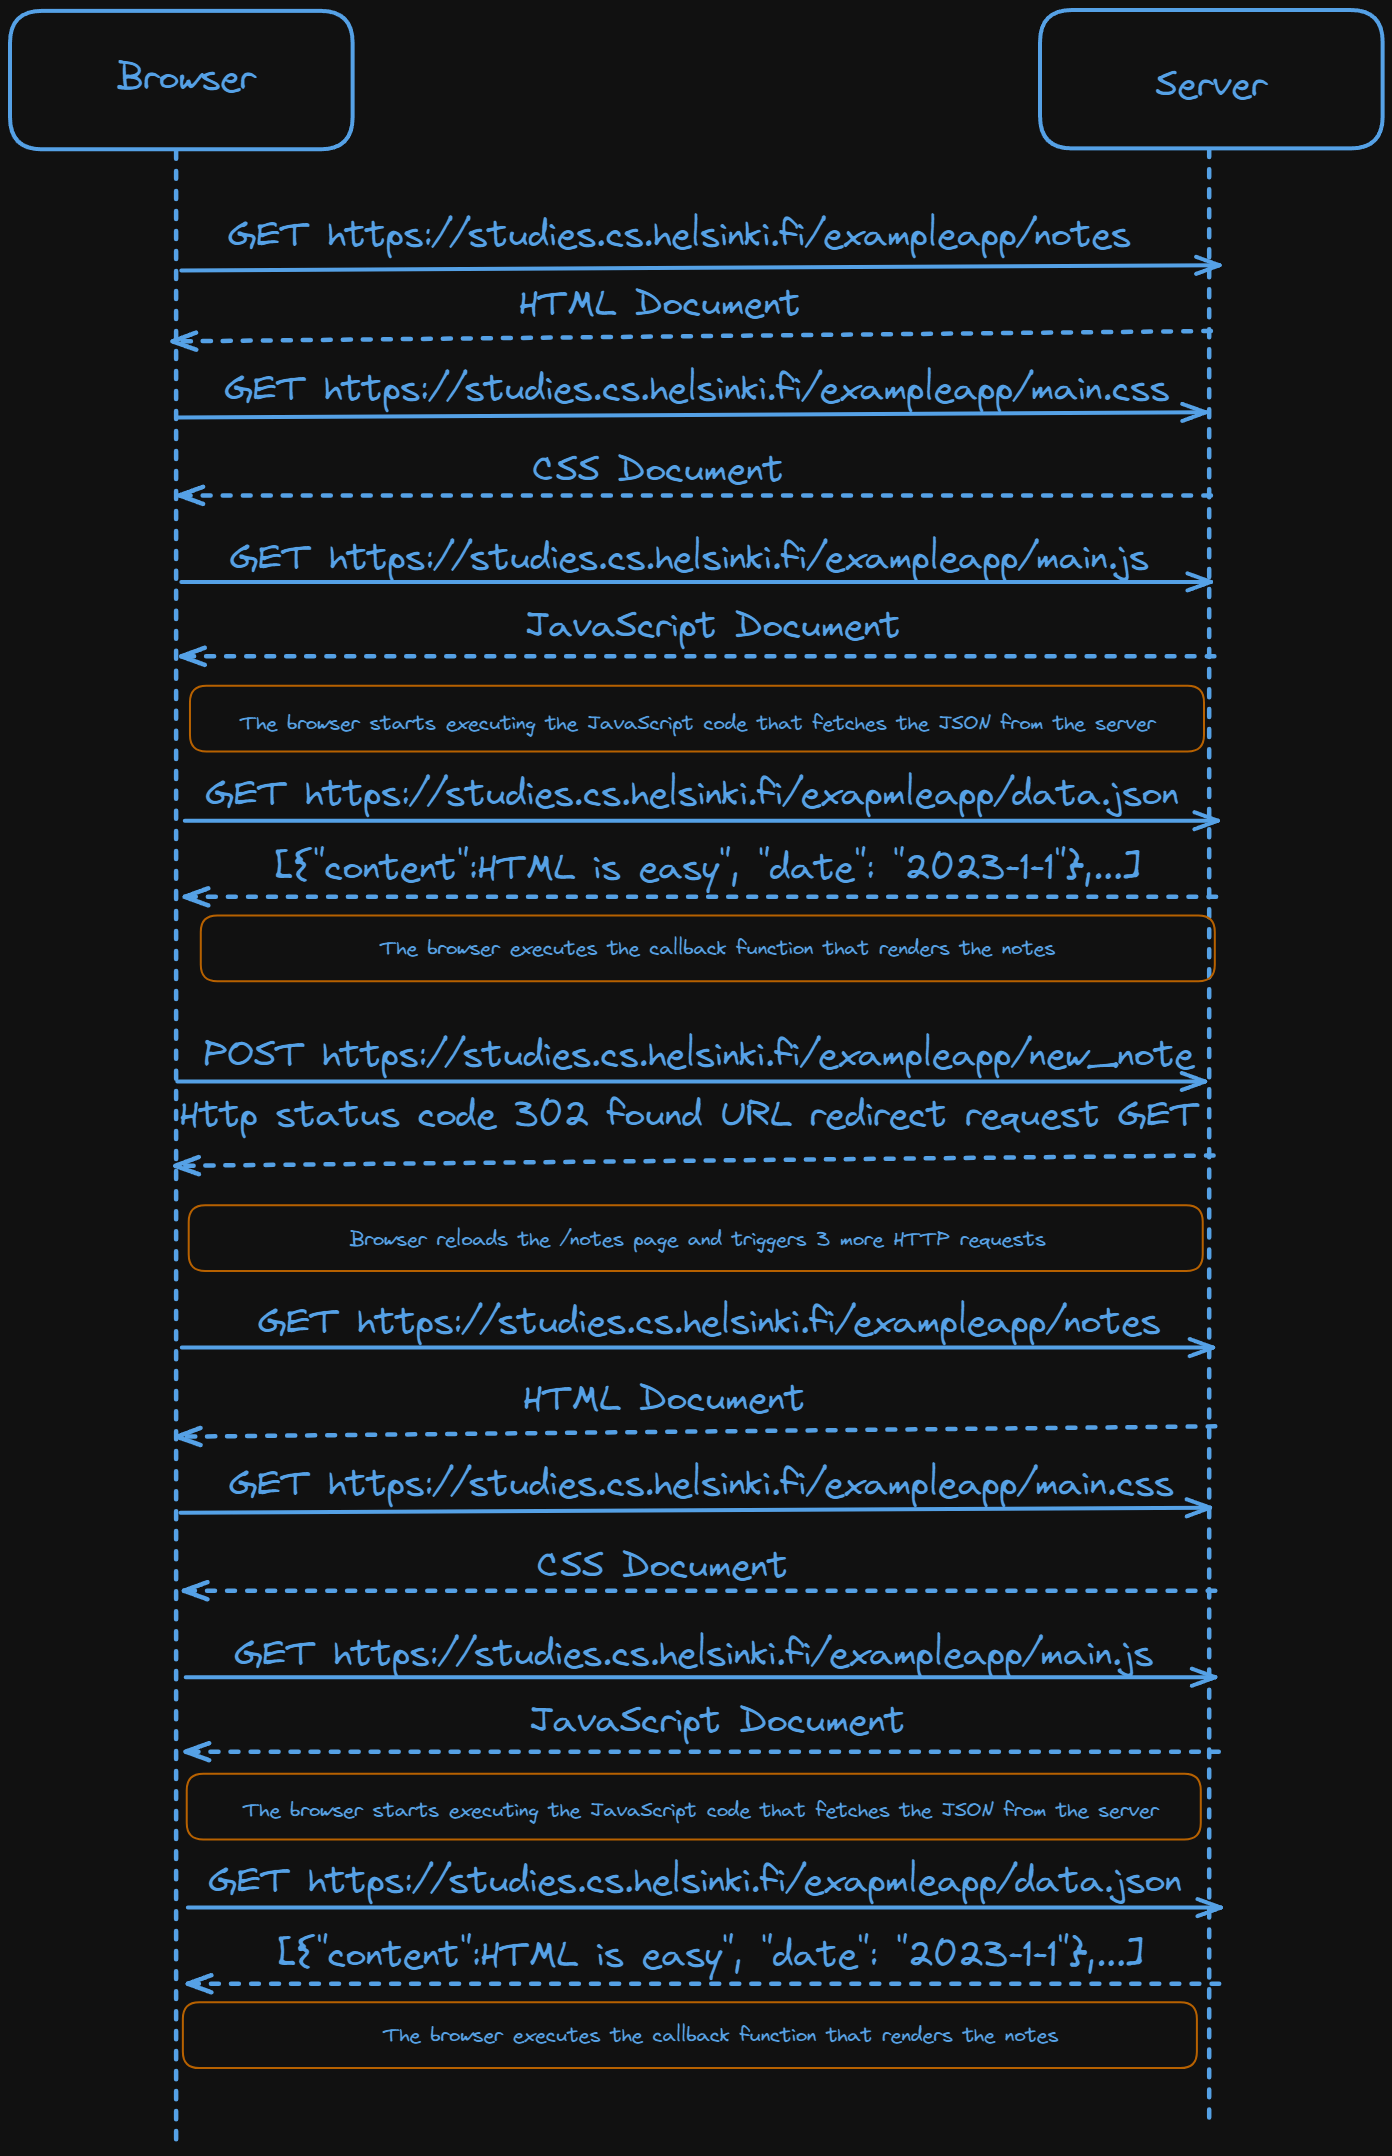 Browser
Server
GET https://studies.cs.helsinki.fi/exampleapp/notes
HTML Document
GET https://studies.cs.helsinki.fi/exampleapp/main.css
CSS Document
GET https://studies.cs.helsinki.fi/exampleapp/main.js
JavaScript Document
The browser starts executing the JavaScript code that fetches the JSON from the server
GET https://studies.cs.helsinki.fi/exapmleapp/data.json
[{"content":HTML is easy", "date": "2023-1-1"},...]
The browser executes the callback function that renders the notes
POST https://studies.cs.helsinki.fi/exampleapp/new_note
Http status code 302 found URL redirect request GET
Browser reloads the /notes page and triggers 3 more HTTP requests
GET https://studies.cs.helsinki.fi/exampleapp/notes
HTML Document
GET https://studies.cs.helsinki.fi/exampleapp/main.css
CSS Document
GET https://studies.cs.helsinki.fi/exampleapp/main.js
JavaScript Document
The browser starts executing the JavaScript code that fetches the JSON from the server
GET https://studies.cs.helsinki.fi/exapmleapp/data.json
[{"content":HTML is easy", "date": "2023-1-1"},...]
The browser executes the callback function that renders the notes